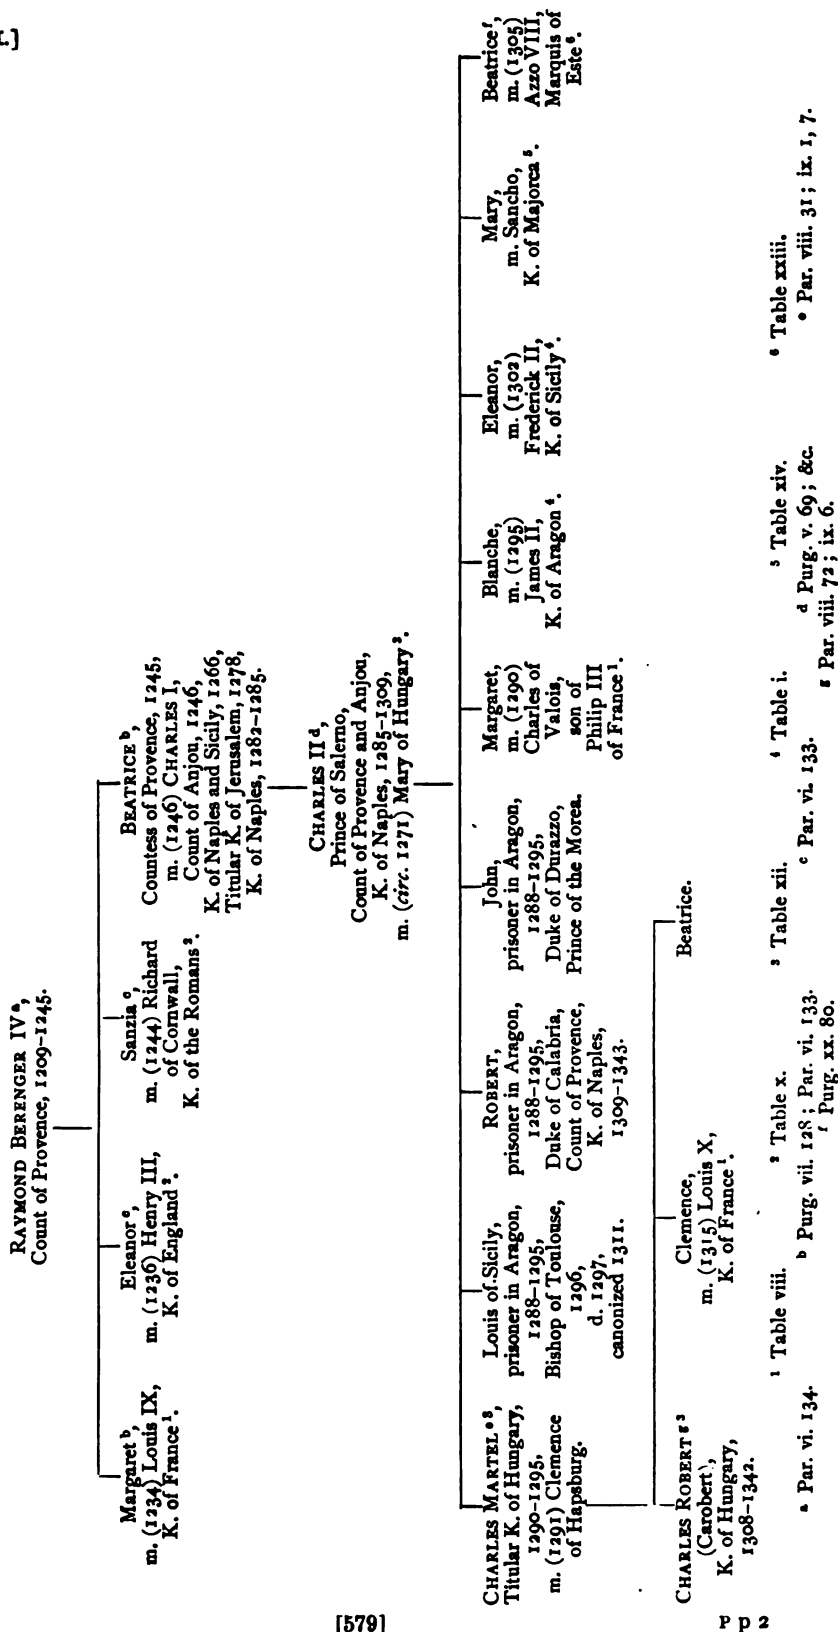 RAYMOND BERENGER IV ᵃ,
Count of Provence, 1209-1245.
Margaret ᵇ,
m. (1234) Louis IX,
K. of France ¹.
Eleanor ᶜ,
m. (1236) Henry III,
K. of England ².
Sanzia ᶜ,
m. (1244) Richard
of Cornwall,
K. of the Romans ².
BEATRICE ᵇ,
Countess of Provence, 1245,
m. (1246) CHARLES I,
Count of Anjou, 1246,
K. of Naples and Sicily, 1266,
Titular K. of Jerusalem, 1278,
K. of Naples, 1282-1285.
CHARLES II ᵈ,
Prince of Salerno,
Count of Provence and Anjou,
K. of Naples, 1285-1309,
m. (circ. 1271) Mary of Hungary ³.
CHARLES MARTEL ᵉ ³,
Titular K. of Hungary,
1290-1295,
m. (1291) Clemence
of Hapsburg.
Louis of Sicily,
prisoner in Aragon,
1288-1295,
Bishop of Toulouse,
1296,
d. 1297,
canonized 1311.
ROBERT,
prisoner in Aragon,
1288-1295,
Duke of Calabria,
Count of Provence,
K. of Naples,
1309-1343.
John,
prisoner in Aragon,
1288-1295,
Duke of Durazzo,
Prince of the Morea.
Margaret,
m. (1290)
Charles of
Valois,
son of
Philip III
of France ¹.
Blanche,
m. (1295)
James II,
K. of Aragon ⁴.
Eleanor,
m. (1302)
Frederick II,
K. of Sicily ⁴.
Mary,
m. Sancho,
K. of Majorca ⁵.
Beatrice ᶠ,
m. (1305)
Azzo VIII,
Marquis of
Este ⁶.
CHARLES ROBERT ᵍ ³
(Carobert),
K. of Hungary,
1308-1342.
Clemence,
m. (1315) Louis X,
K. of France ¹.
Beatrice.
¹ Table viii. ² Table x. ³ Table xii. ⁴ Table i. ⁵ Table xiv. ⁶ Table xxiii.
ᵃ Par. vi. 134. ᵇ Purg. vii. 128; Par. vi. 133. ᶜ Par. vi. 133. ᵈ Purg. v. 69; &c. ᵉ Par. viii. 31; ix. 1, 7.
ᶠ Purg. xx. 80. ᵍ Par. viii. 72; ix. 6.
[579]
P p 2